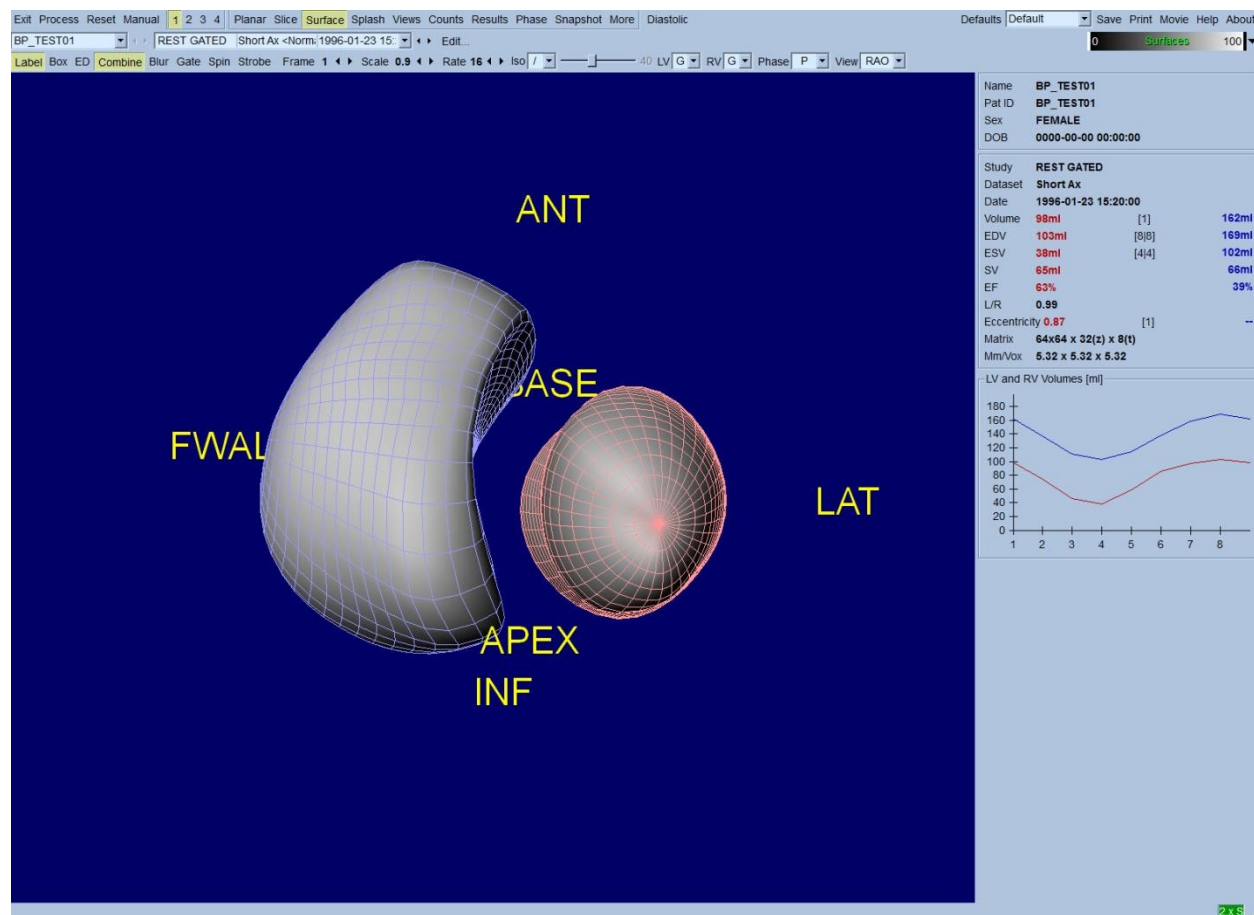 Exit Process Reset Manual 1 2 3 4 Planar Slice Surface Splash Views Counts Results Phase Snapshot More Diastolic Defaults Default Save Print Movie Help About
BP_TEST01 REST GATED Short Ax <Norm 1996-01-23 15: Edit... 0 Surfaces 100
Label Box ED Combine Blur Gate Spin Strobe Frame 1 Scale 0.9 Rate 16 Iso / 40 LV G RV G Phase P View RAO
ANT
BASE
FWAL
LAT
APEX
INF
Name BP_TEST01
Pat ID BP_TEST01
Sex FEMALE
DOB 0000-00-00 00:00:00
Study REST GATED
Dataset Short Ax
Date 1996-01-23 15:20:00
Volume 98ml [1] 162ml
EDV 103ml [8|8] 169ml
ESV 38ml [4|4] 102ml
SV 65ml 66ml
EF 63% 39%
L/R 0.99
Eccentricity 0.87 [1] --
Matrix 64x64 x 32(z) x 8(t)
Mm/Vox 5.32 x 5.32 x 5.32
LV and RV Volumes [ml]
180
160
140
120
100
80
60
40
20
0
1 2 3 4 5 6 7 8
2 x S